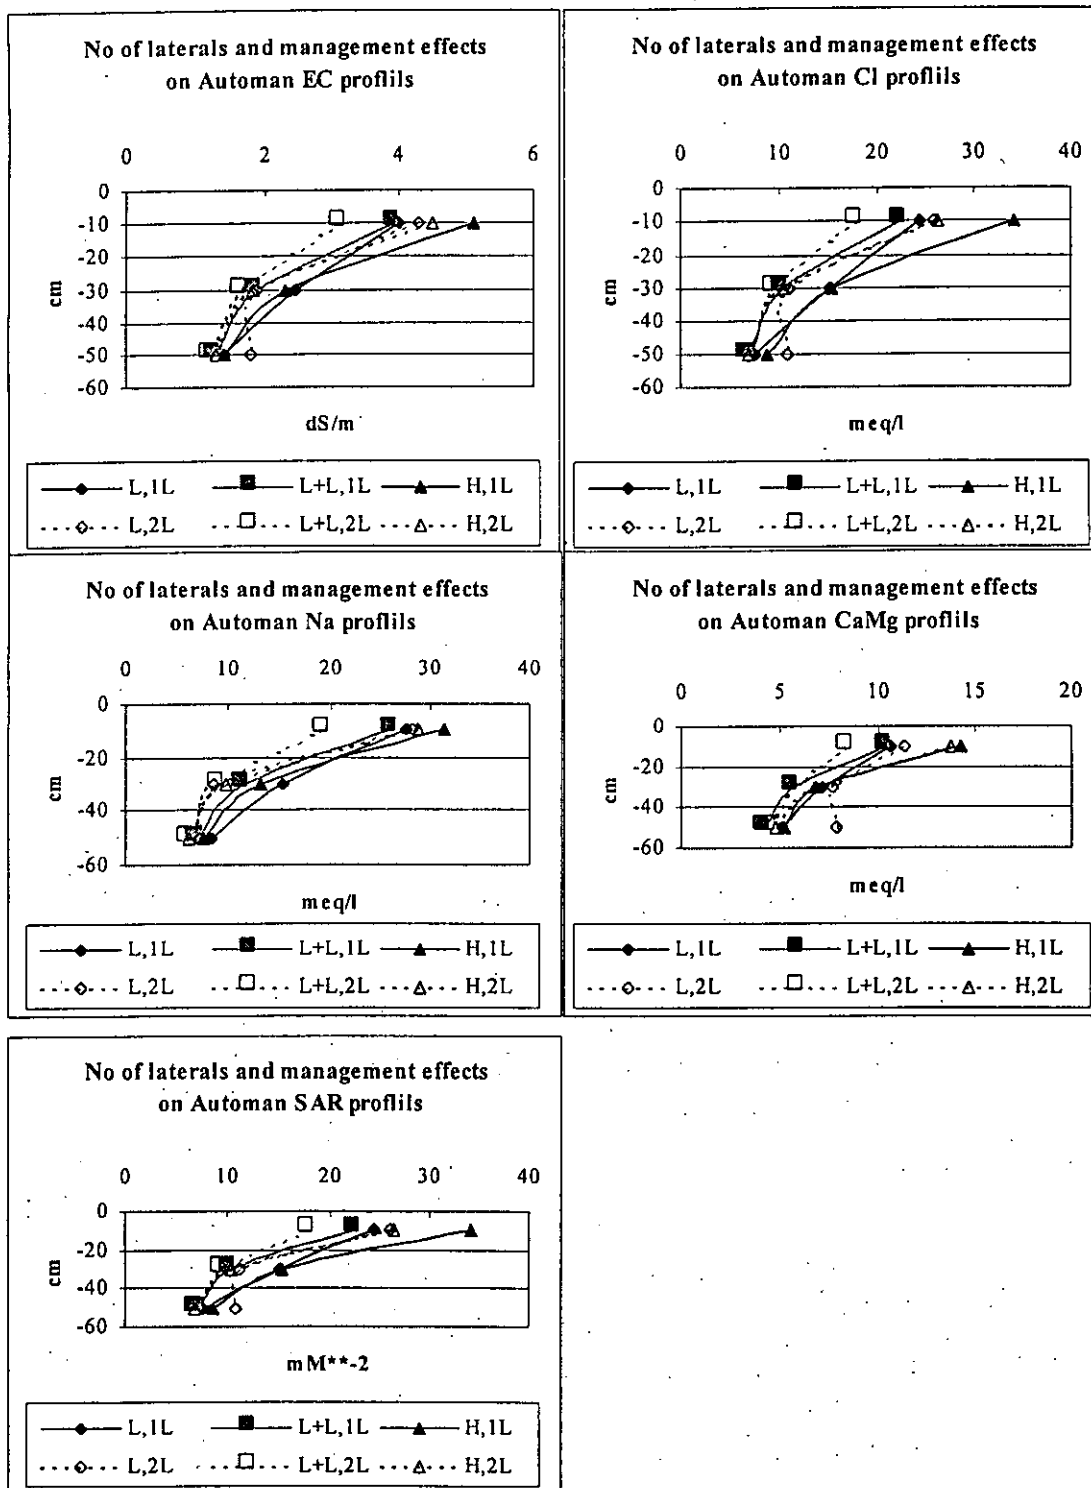 No of laterals and management effects
on Automan EC proflils
0 2 4 6
0
-10
-20
-30
-40
-50
-60
cm
dS/m
L,1L L+L,1L H,1L
L,2L L+L,2L H,2L
No of laterals and management effects
on Automan Cl proflils
0 10 20 30 40
0
-10
-20
-30
-40
-50
-60
cm
meq/l
L,1L L+L,1L H,1L
L,2L L+L,2L H,2L
No of laterals and management effects
on Automan Na proflils
0 10 20 30 40
0
-20
-40
-60
cm
meq/l
L,1L L+L,1L H,1L
L,2L L+L,2L H,2L
No of laterals and management effects
on Automan CaMg proflils
0 5 10 15 20
0
-20
-40
-60
cm
meq/l
L,1L L+L,1L H,1L
L,2L L+L,2L H,2L
No of laterals and management effects
on Automan SAR proflils
0 10 20 30 40
0
-20
-40
-60
cm
mM**-2
L,1L L+L,1L H,1L
L,2L L+L,2L H,2L